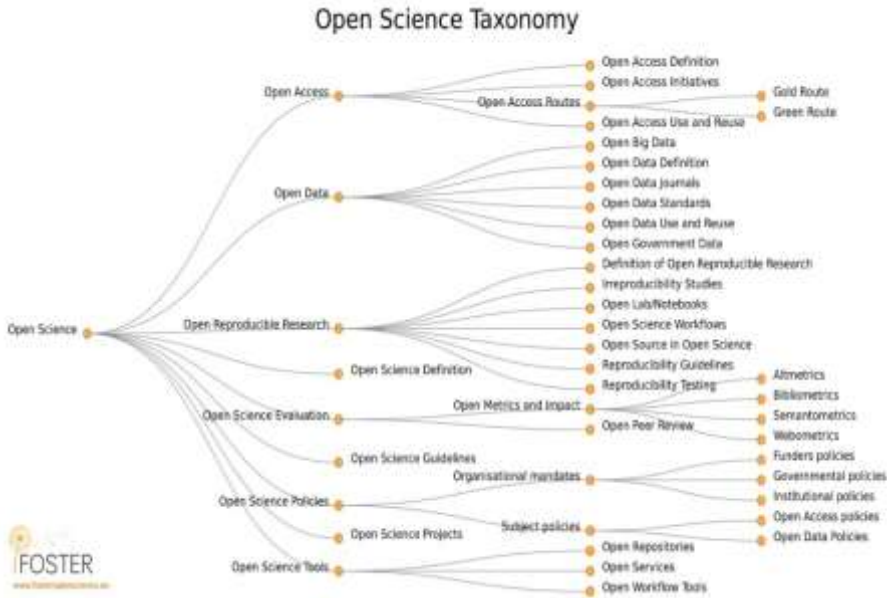 Open Science Taxonomy
Open Science
Open Access
Open Access Definition
Open Access Initiatives
Open Access Routes
Gold Route
Green Route
Open Access Use and Reuse
Open Data
Open Big Data
Open Data Definition
Open Data Journals
Open Data Standards
Open Data Use and Reuse
Open Government Data
Open Reproducible Research
Definition of Open Reproducible Research
Irreproducibility Studies
Open Lab/Notebooks
Open Science Workflows
Open Source in Open Science
Reproducibility Guidelines
Reproducibility Testing
Open Science Definition
Open Science Evaluation
Open Metrics and Impact
Altmetrics
Bibliometrics
Semantometrics
Webometrics
Open Peer Review
Open Science Guidelines
Open Science Policies
Organisational mandates
Funders policies
Governmental policies
Institutional policies
Subject policies
Open Access policies
Open Data Policies
Open Science Projects
Open Science Tools
Open Repositories
Open Services
Open Workflow Tools
FOSTER